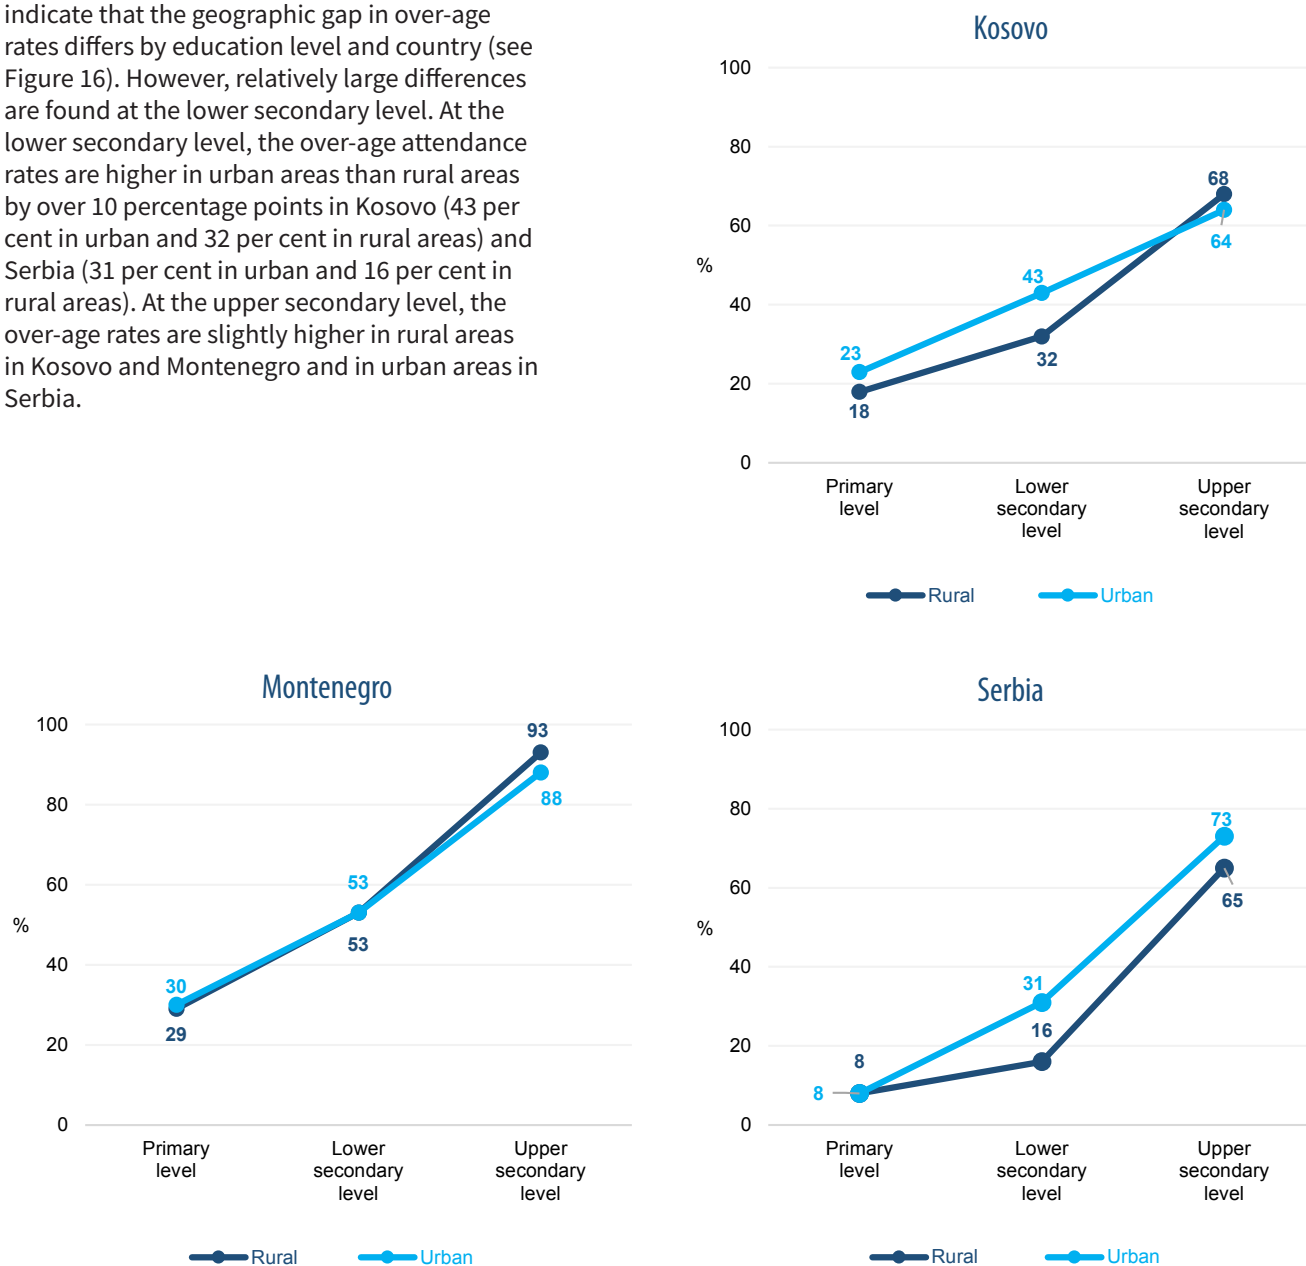 indicate that the geographic gap in over-age
rates differs by education level and country (see
Figure 16). However, relatively large differences
are found at the lower secondary level. At the
lower secondary level, the over-age attendance
rates are higher in urban areas than rural areas
by over 10 percentage points in Kosovo (43 per
cent in urban and 32 per cent in rural areas) and
Serbia (31 per cent in urban and 16 per cent in
rural areas). At the upper secondary level, the
over-age rates are slightly higher in rural areas
in Kosovo and Montenegro and in urban areas in
Serbia.
Kosovo
100
80
60
%
40
20
0
68
64
43
32
23
18
Primary
level
Lower
secondary
level
Upper
secondary
level
Rural
Urban
Montenegro
100
80
60
%
40
20
0
93
88
53
53
30
29
Primary
level
Lower
secondary
level
Upper
secondary
level
Rural
Urban
Serbia
100
80
60
%
40
20
0
73
65
31
16
8
8
Primary
level
Lower
secondary
level
Upper
secondary
level
Rural
Urban